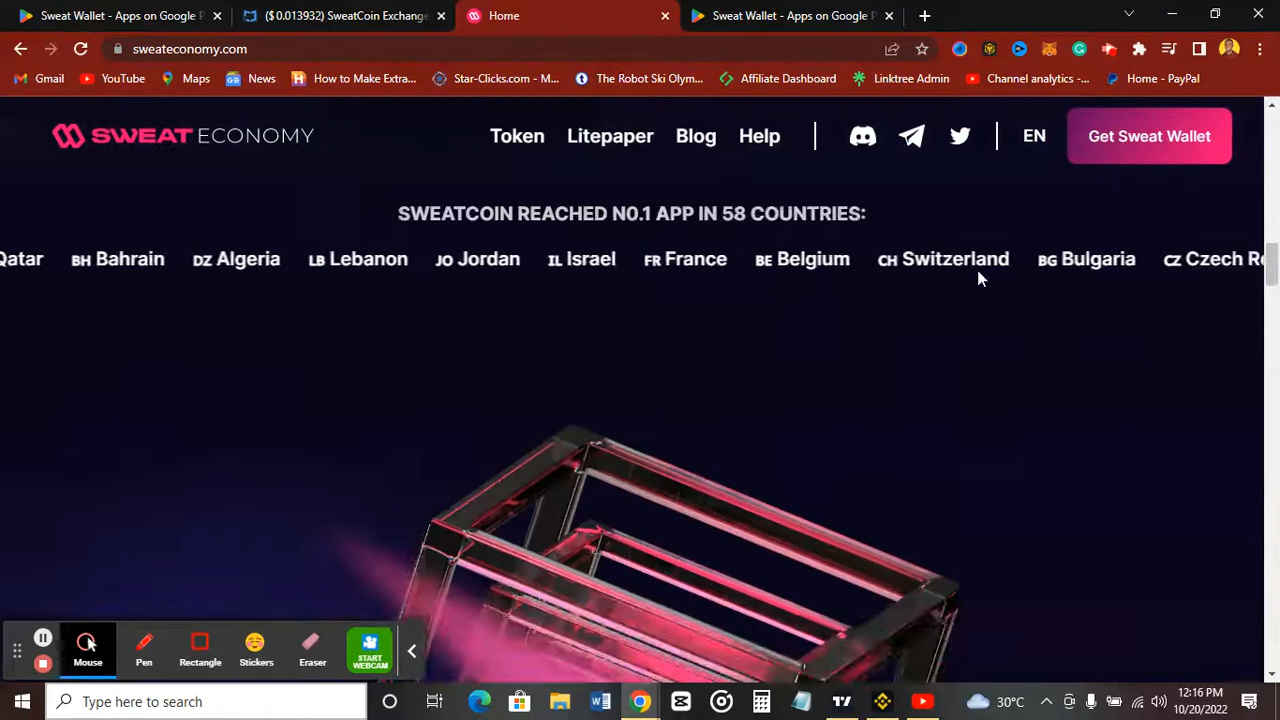 Sweat Wallet - Apps on Google P
($ 0.013932) SweatCoin Exchange
Home
Sweat Wallet - Apps on Google P
sweateconomy.com
Gmail
YouTube
Maps
News
How to Make Extra...
Star-Clicks.com - M...
The Robot Ski Olym...
Affiliate Dashboard
Linktree Admin
Channel analytics -...
Home - PayPal
SWEATECONOMY
Token
Litepaper
Blog
Help
EN
Get Sweat Wallet
SWEATCOIN REACHED N0.1 APP IN 58 COUNTRIES:
Qatar BH Bahrain DZ Algeria LB Lebanon JO Jordan IL Israel FR France BE Belgium CH Switzerland BG Bulgaria CZ Czech Re
Mouse
Pen
Rectangle
Stickers
Eraser
START
WEBCAM
Type here to search
30°C
12:16 PM
10/20/2022